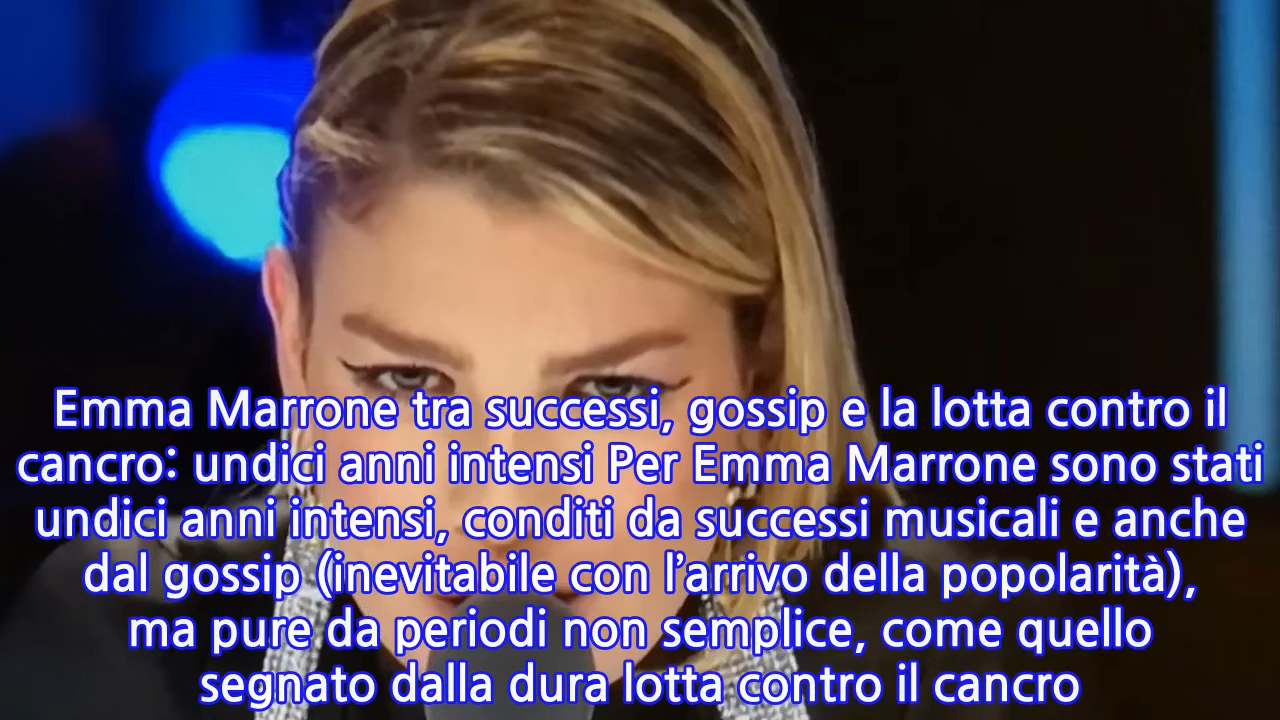 Emma Marrone tra successi, gossip e la lotta contro il
cancro: undici anni intensi Per Emma Marrone sono stati
undici anni intensi, conditi da successi musicali e anche
dal gossip (inevitabile con l’arrivo della popolarità),
ma pure da periodi non semplice, come quello
segnato dalla dura lotta contro il cancro